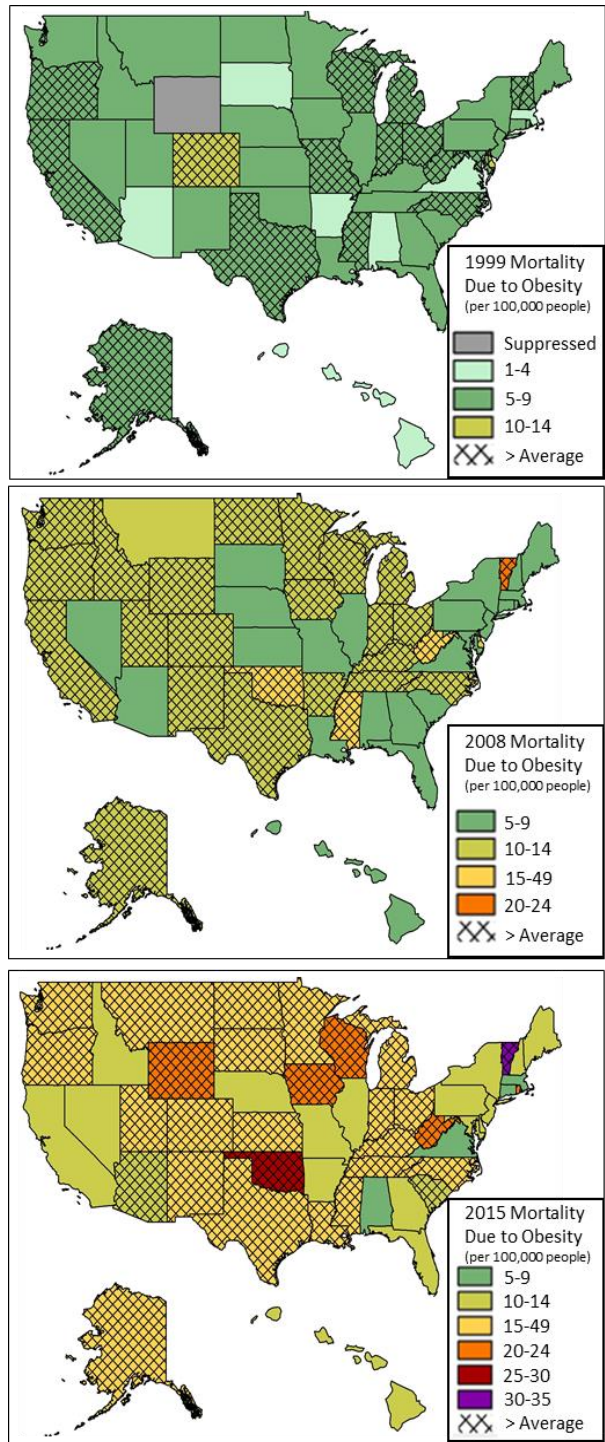 1999 Mortality
Due to Obesity
(per 100,000 people)
Suppressed
1-4
5-9
10-14
> Average
2008 Mortality
Due to Obesity
(per 100,000 people)
5-9
10-14
15-49
20-24
> Average
2015 Mortality
Due to Obesity
(per 100,000 people)
5-9
10-14
15-49
20-24
25-30
30-35
> Average